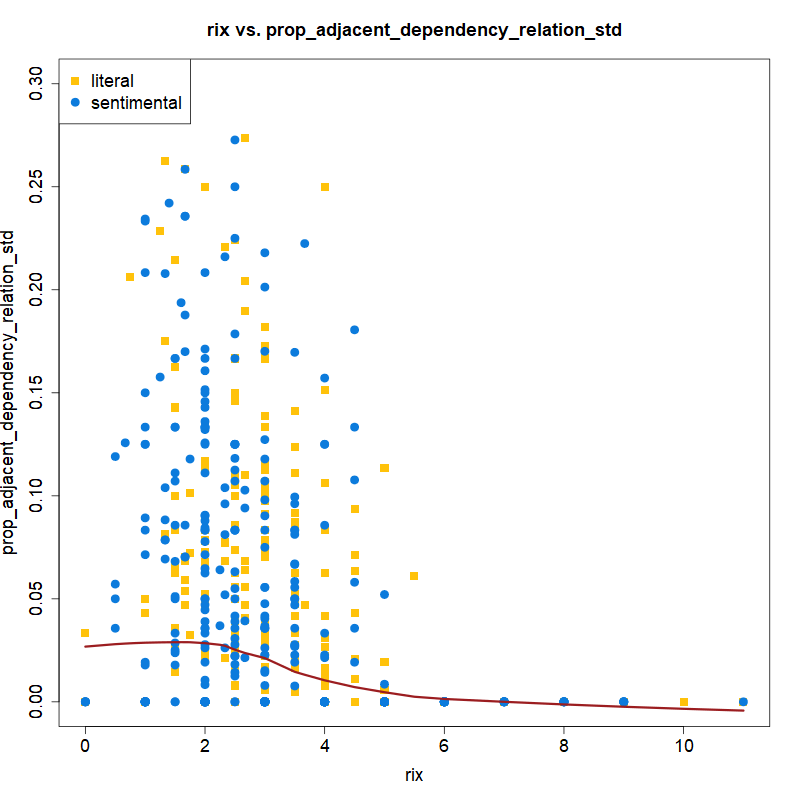 rix vs. prop_adjacent_dependency_relation_std
literal
sentimental
prop_adjacent_dependency_relation_std
0.30
0.25
0.20
0.15
0.10
0.05
0.00
0 2 4 6 8 10
rix